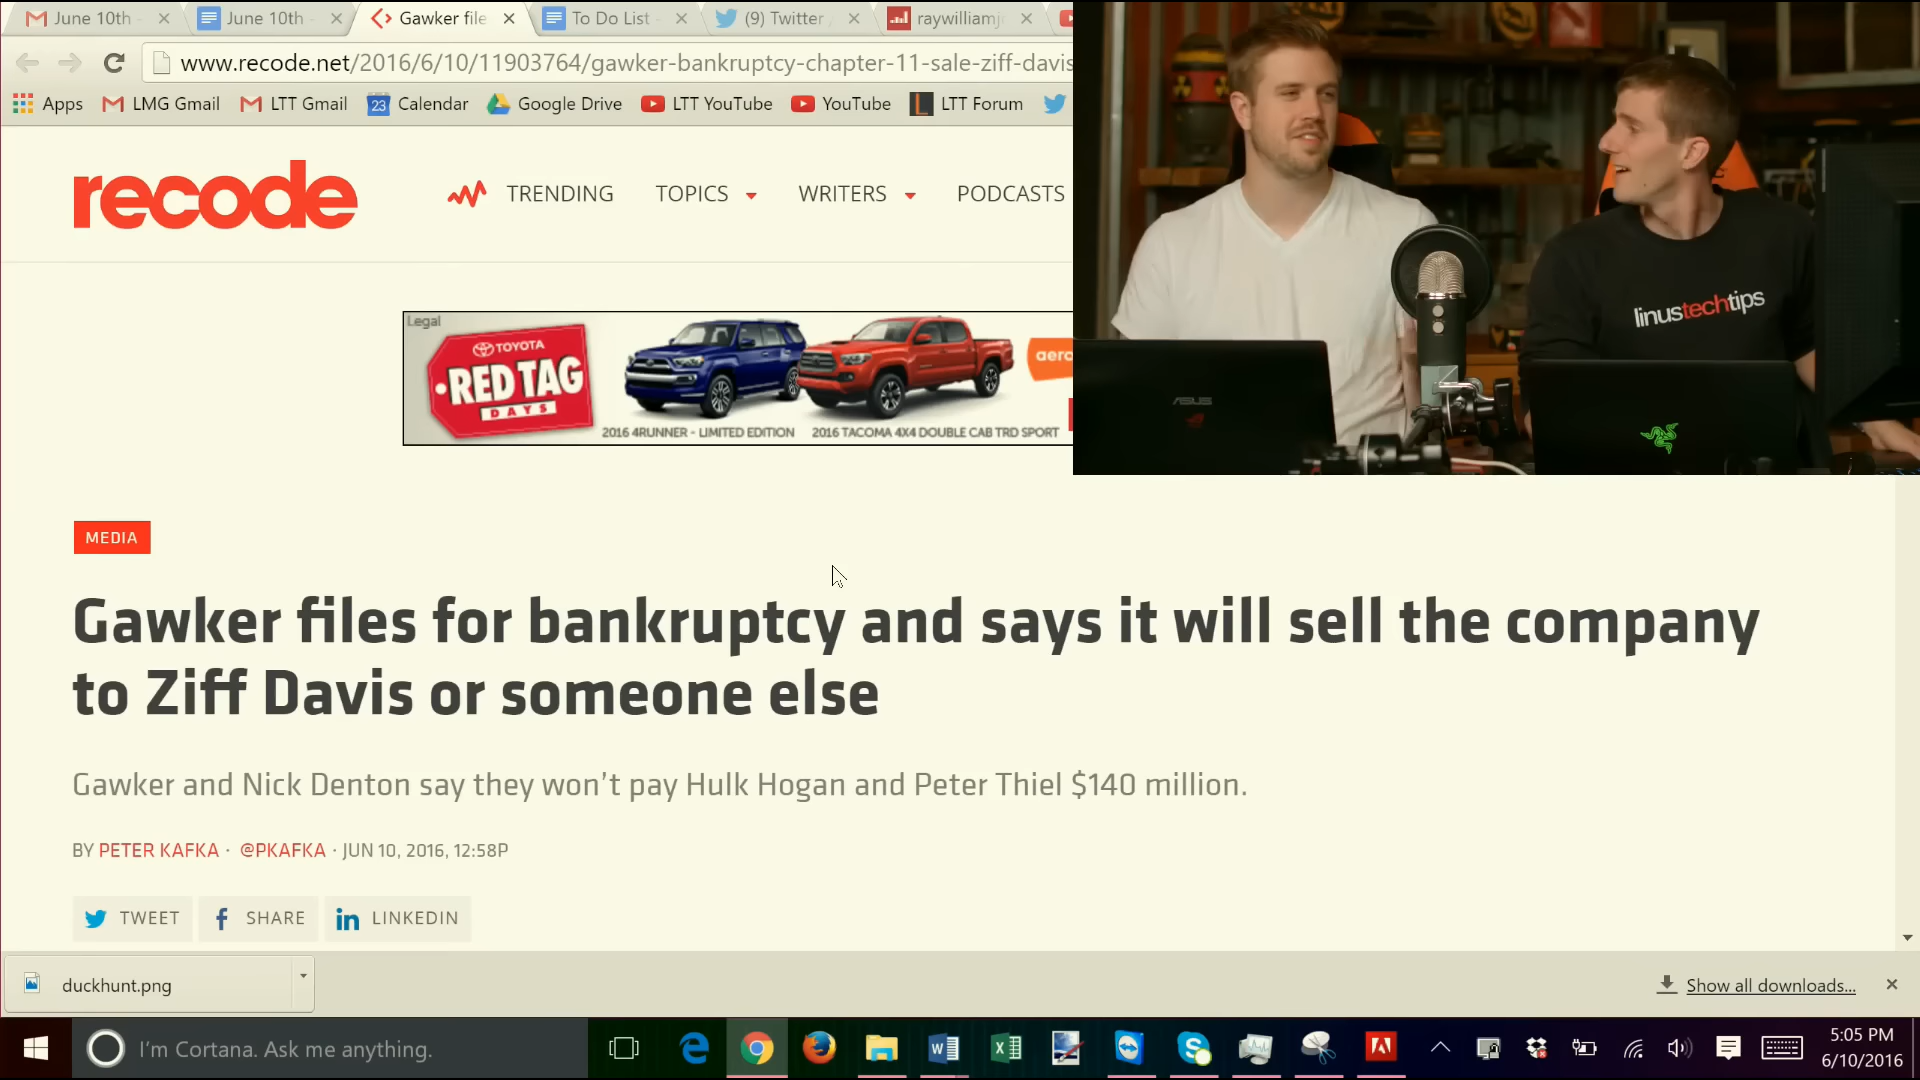 June 10th -
June 10th -
Gawker file
To Do List -
(9) Twitter
raywilliamj
www.recode.net/2016/6/10/11903764/gawker-bankruptcy-chapter-11-sale-ziff-davis
Apps
LMG Gmail
LTT Gmail
23
Calendar
Google Drive
LTT YouTube
YouTube
LTT Forum
recode
TRENDING
TOPICS
WRITERS
PODCASTS
linustechtips
ASUS
Legal
TOYOTA
RED TAG
DAYS
aero
2016 4RUNNER - LIMITED EDITION
2016 TACOMA 4X4 DOUBLE CAB TRD SPORT
MEDIA
Gawker files for bankruptcy and says it will sell the company
to Ziff Davis or someone else
Gawker and Nick Denton say they won't pay Hulk Hogan and Peter Thiel $140 million.
BY PETER KAFKA · @PKAFKA · JUN 10, 2016, 12:58P
TWEET
SHARE
LINKEDIN
duckhunt.png
Show all downloads...
I'm Cortana. Ask me anything.
5:05 PM
6/10/2016